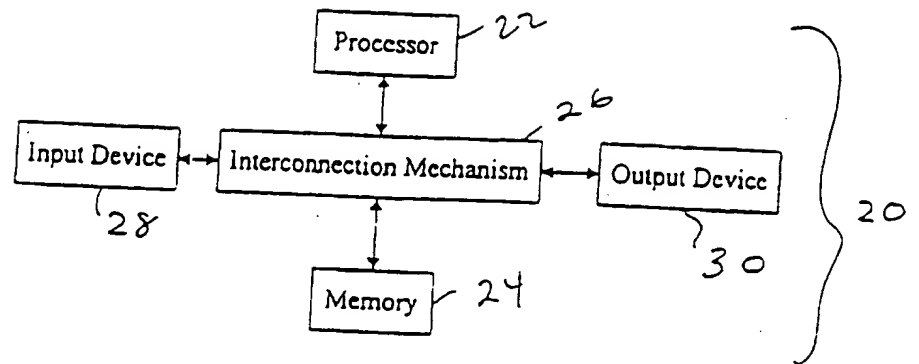 Processor
22
26
Input Device
Interconnection Mechanism
Output Device
28
30
20
Memory
24